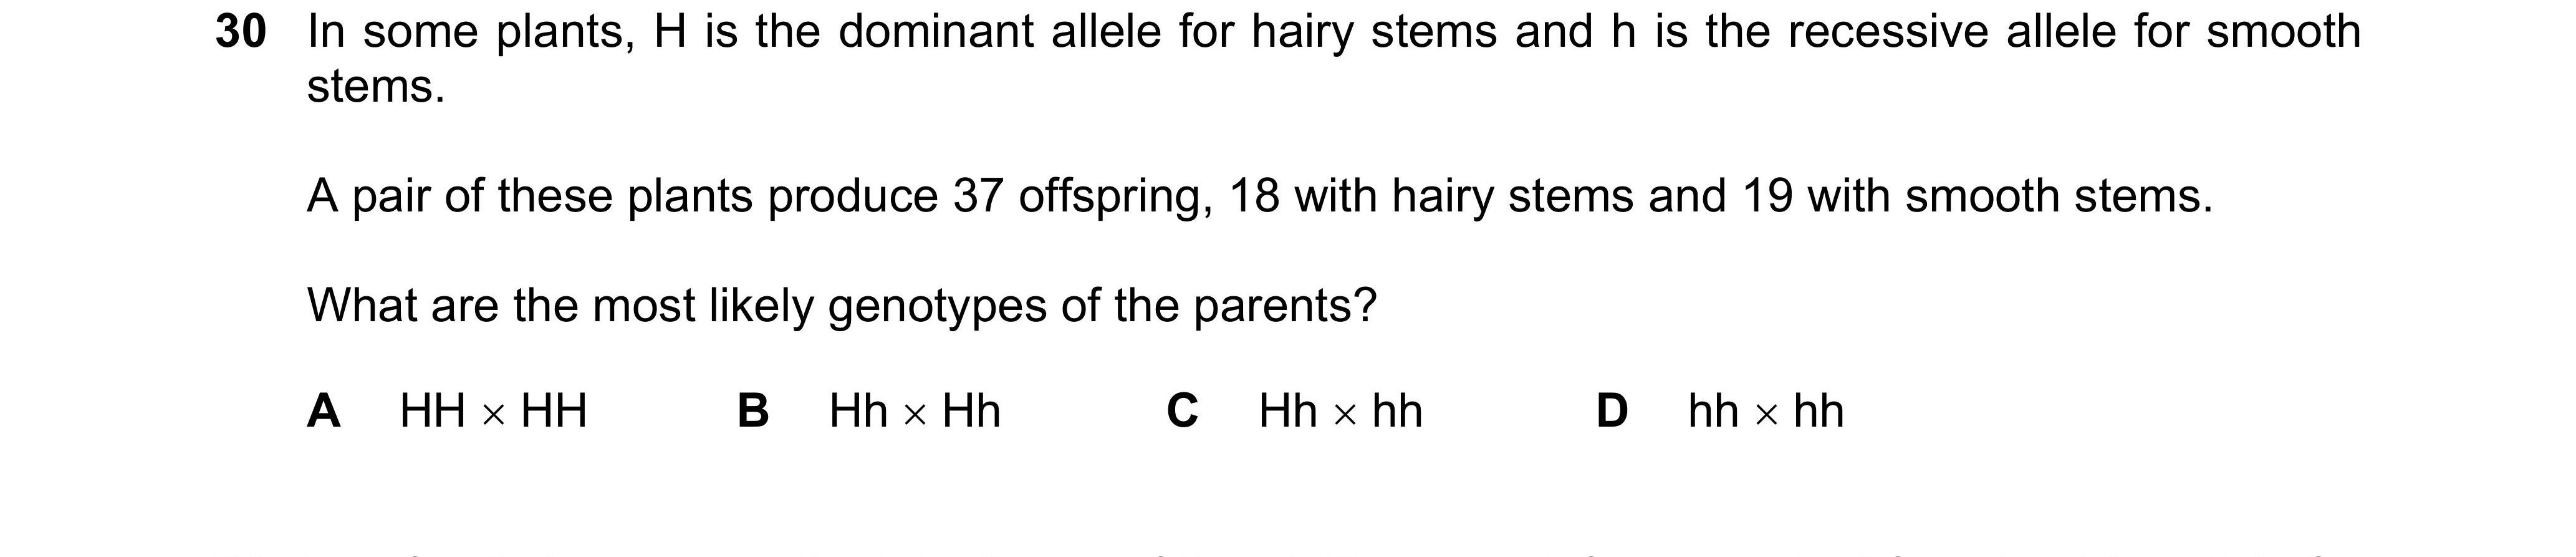 30 In some plants, H is the dominant allele for hairy stems and h is the recessive allele for smooth
stems.
A pair of these plants produce 37 offspring, 18 with hairy stems and 19 with smooth stems.
What are the most likely genotypes of the parents?
A HH × HH B Hh × Hh C Hh × hh D hh × hh